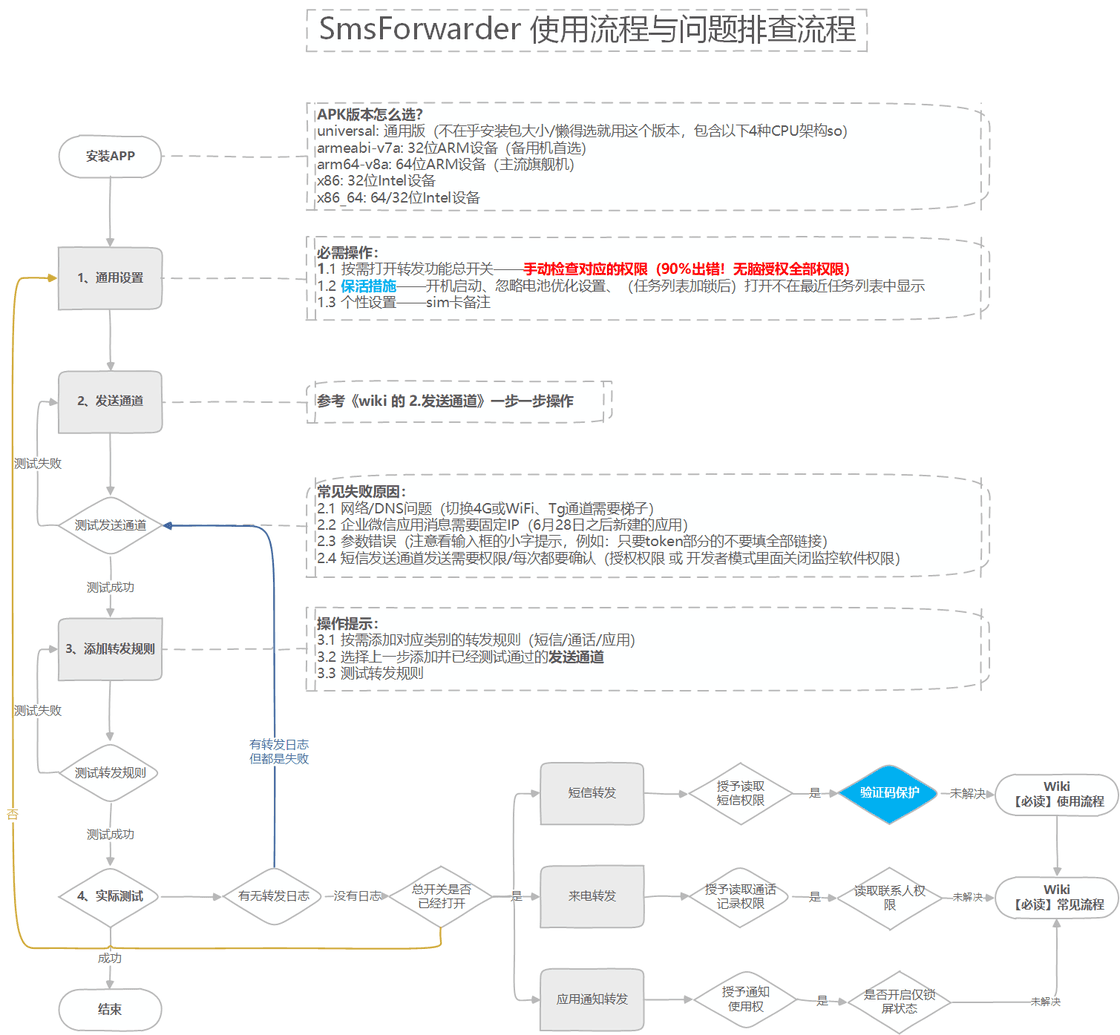 SmsForwarder 使用流程与问题排查流程
APK版本怎么选?
universal: 通用版（不在乎安装包大小/懒得选就用这个版本，包含以下4种CPU架构so）
armeabi-v7a: 32位ARM设备（备用机首选）
arm64-v8a: 64位ARM设备（主流旗舰机）
x86: 32位Intel设备
x86_64: 64/32位Intel设备
安装APP
必需操作：
1.1 按需打开转发功能总开关——手动检查对应的权限（90%出错！无脑授权全部权限）
1.2 保活措施——开机启动、忽略电池优化设置、（任务列表加锁后）打开不在最近任务列表中显示
1.3 个性设置——sim卡备注
1、通用设置
2、发送通道
参考《wiki 的 2.发送通道》一步一步操作
测试失败
常见失败原因：
2.1 网络/DNS问题（切换4G或WiFi、Tg通道需要梯子）
2.2 企业微信应用消息需要固定IP（6月28日之后新建的应用）
2.3 参数错误（注意看输入框的小字提示，例如：只要token部分的不要填全部链接）
2.4 短信发送通道发送需要权限/每次都要确认（授权权限 或 开发者模式里面关闭监控软件权限）
测试发送通道
测试成功
操作提示：
3.1 按需添加对应类别的转发规则（短信/通话/应用）
3.2 选择上一步添加并已经测试通过的发送通道
3.3 测试转发规则
3、添加转发规则
测试失败
有转发日志
但都是失败
测试转发规则
否
测试成功
短信转发
授予读取
短信权限
是
验证码保护
未解决
Wiki
【必读】使用流程
4、实际测试
有无转发日志
没有日志
总开关是否
已经打开
是
来电转发
授予读取通话
记录权限
是
读取联系人权
限
未解决
Wiki
【必读】常见流程
成功
结束
应用通知转发
授予通知
使用权
是
是否开启仅锁
屏状态
未解决